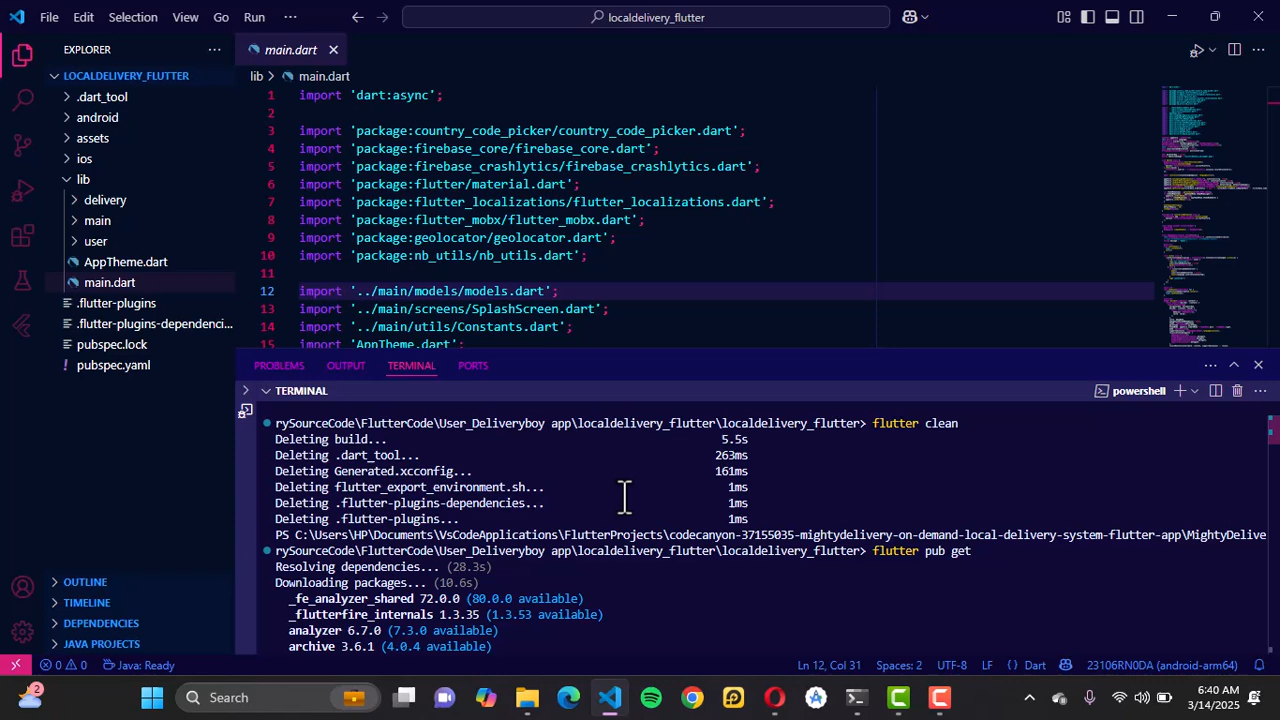 File Edit Selection View Go Run ···
localdelivery_flutter
EXPLORER
LOCALDELIVERY_FLUTTER
.dart_tool
android
assets
ios
lib
delivery
main
user
AppTheme.dart
main.dart
.flutter-plugins
.flutter-plugins-dependenci...
pubspec.lock
pubspec.yaml
OUTLINE
TIMELINE
DEPENDENCIES
JAVA PROJECTS
main.dart
lib > main.dart
1 import 'dart:async';
2
3 import 'package:country_code_picker/country_code_picker.dart';
4 import 'package:firebase_core/firebase_core.dart';
5 import 'package:firebase_crashlytics/firebase_crashlytics.dart';
6 import 'package:flutter/material.dart';
7 import 'package:flutter_localizations/flutter_localizations.dart';
8 import 'package:flutter_mobx/flutter_mobx.dart';
9 import 'package:geolocator/geolocator.dart';
10 import 'package:nb_utils/nb_utils.dart';
11
12 import '../main/models/models.dart';
13 import '../main/screens/SplashScreen.dart';
14 import '../main/utils/Constants.dart';
15 import 'AppTheme.dart';
PROBLEMS OUTPUT TERMINAL PORTS
TERMINAL
powershell
rySourceCode\FlutterCode\User_Deliveryboy app\localdelivery_flutter\localdelivery_flutter> flutter clean
Deleting build... 5.5s
Deleting .dart_tool... 263ms
Deleting Generated.xcconfig... 161ms
Deleting flutter_export_environment.sh... 1ms
Deleting .flutter-plugins-dependencies... 1ms
Deleting .flutter-plugins... 1ms
PS C:\Users\HP\Documents\VsCodeApplications\FlutterProjects\codecanyon-37155035-mightydelivery-on-demand-local-delivery-system-flutter-app\MightyDelive
rySourceCode\FlutterCode\User_Deliveryboy app\localdelivery_flutter\localdelivery_flutter> flutter pub get
Resolving dependencies... (28.3s)
Downloading packages... (10.6s)
_fe_analyzer_shared 72.0.0 (80.0.0 available)
_flutterfire_internals 1.3.35 (1.3.53 available)
analyzer 6.7.0 (7.3.0 available)
archive 3.6.1 (4.0.4 available)
0 0 Java: Ready
Ln 12, Col 31 Spaces: 2 UTF-8 LF {} Dart 23106RN0DA (android-arm64)
2
Search
6:40 AM
3/14/2025